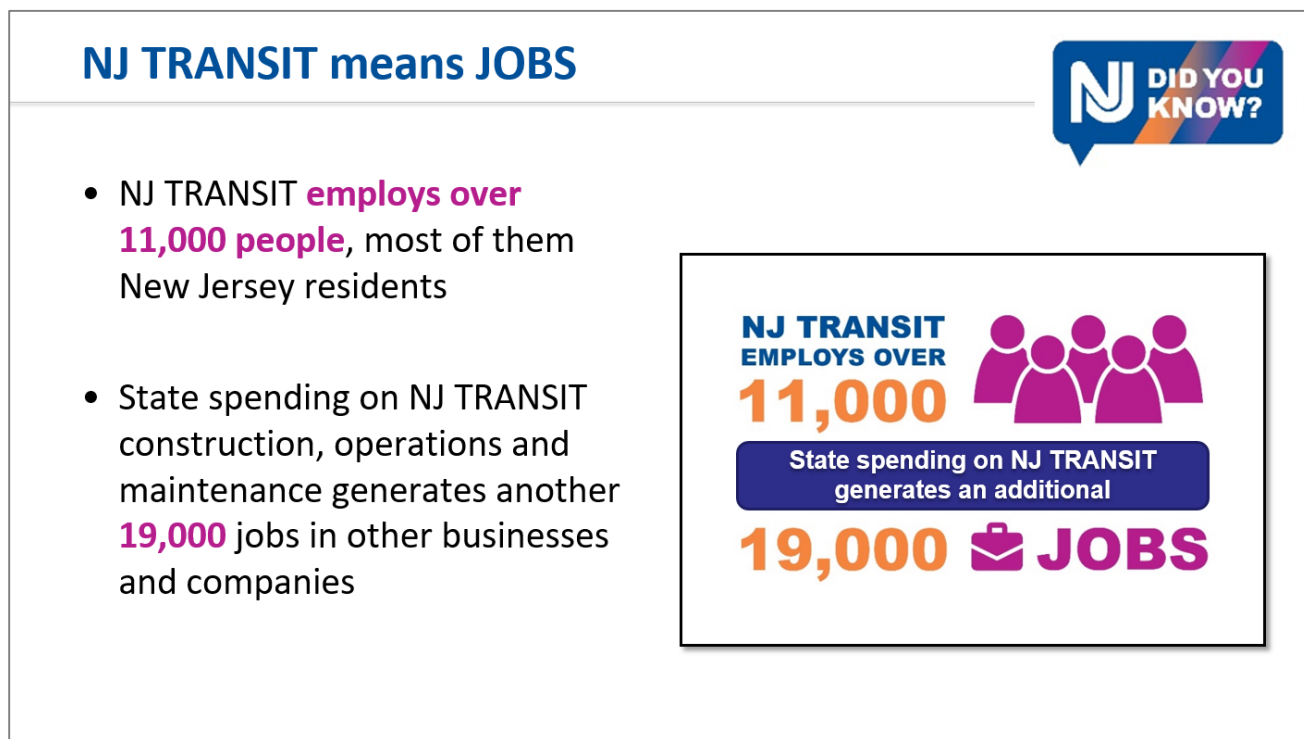 NJ TRANSIT means JOBS
NJ DID YOU
KNOW?
• NJ TRANSIT employs over
11,000 people, most of them
New Jersey residents
• State spending on NJ TRANSIT
construction, operations and
maintenance generates another
19,000 jobs in other businesses
and companies
NJ TRANSIT
EMPLOYS OVER
11,000
State spending on NJ TRANSIT
generates an additional
19,000 JOBS